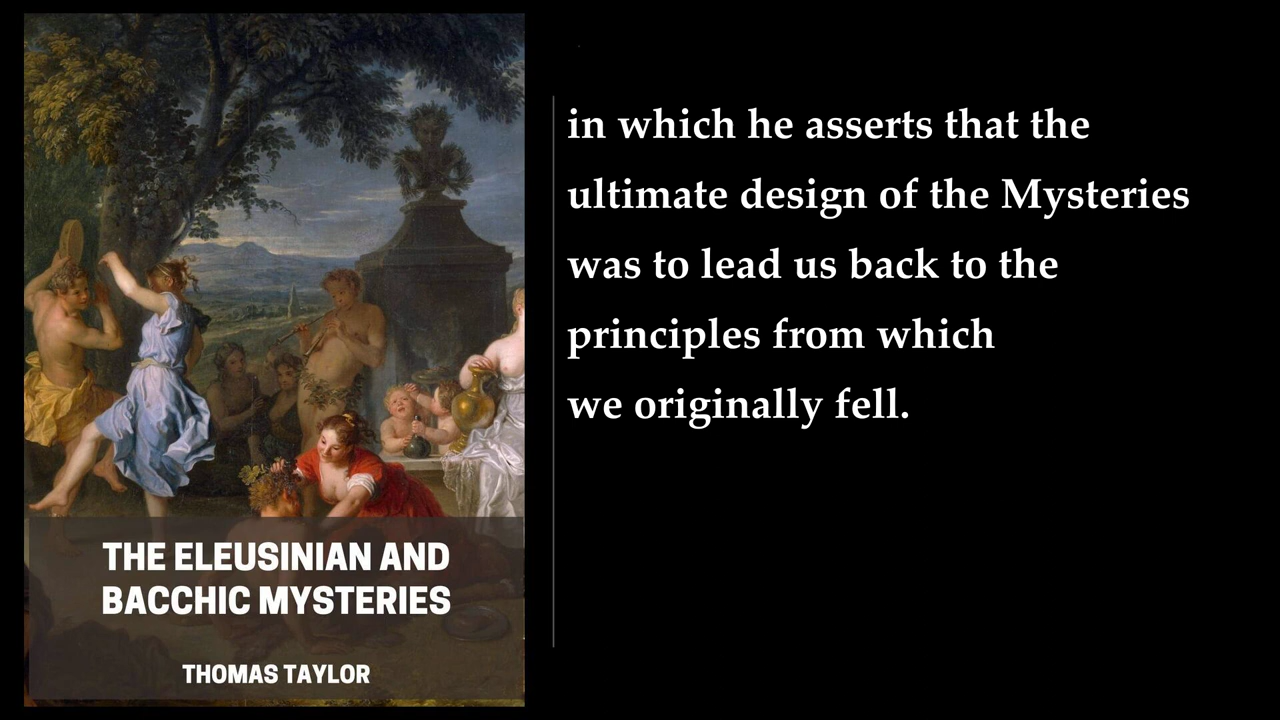 in which he asserts that the
ultimate design of the Mysteries
was to lead us back to the
principles from which
we originally fell.
THE ELEUSINIAN AND
BACCHIC MYSTERIES
THOMAS TAYLOR